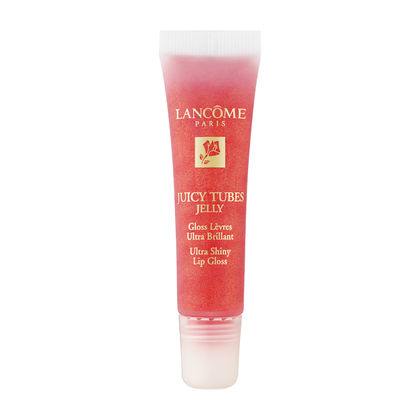 LANCÔME
PARIS
JUICY TUBES
JELLY
Gloss Lèvres
Ultra Brillant
Ultra Shiny
Lip Gloss